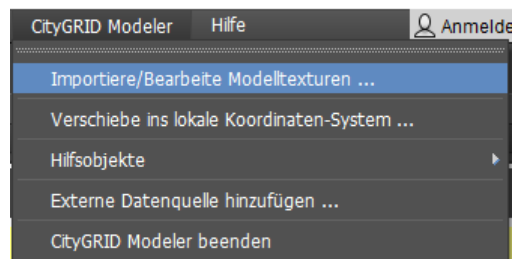 CityGRID Modeler Hilfe Anmelde
Importiere/Bearbeite Modelltexturen ...
Verschiebe ins lokale Koordinaten-System ...
Hilfsobjekte
Externe Datenquelle hinzufügen ...
CityGRID Modeler beenden